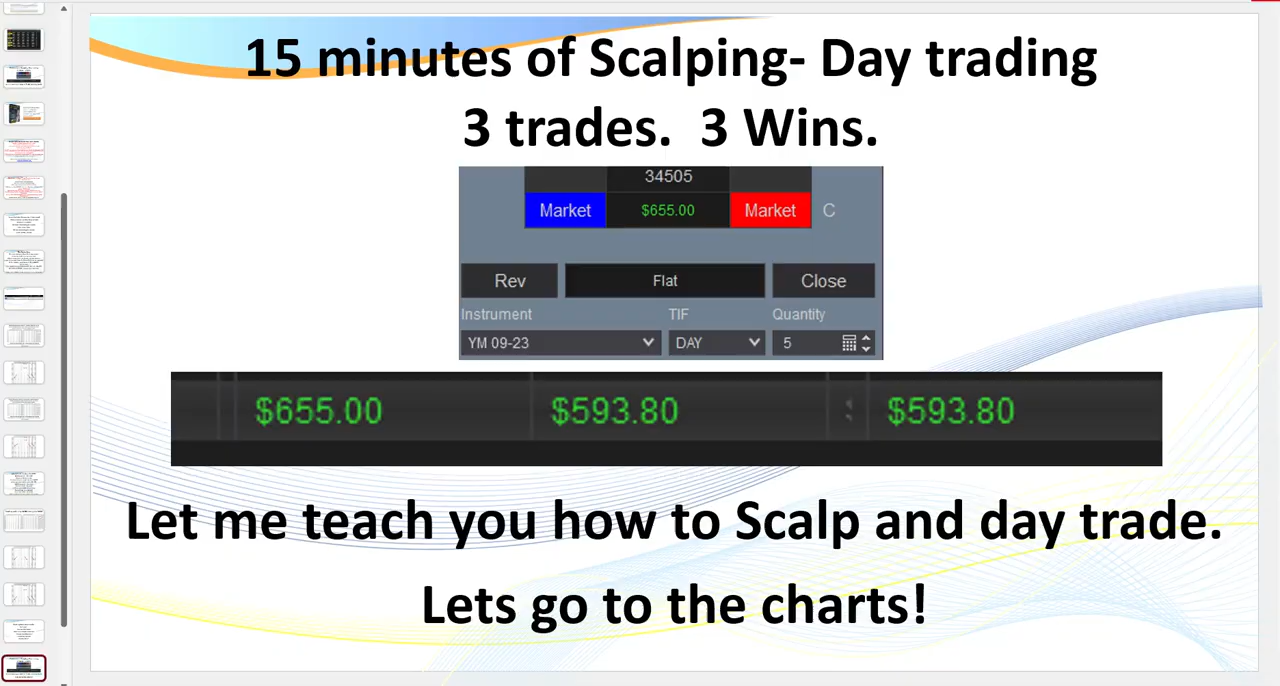 15 minutes of Scalping- Day trading
3 trades.  3 Wins.
34505
Market $655.00 Market C
Rev Flat Close
Instrument TIF Quantity
YM 09-23 DAY 5
$655.00 $593.80 $593.80
Let me teach you how to Scalp and day trade.
Lets go to the charts!